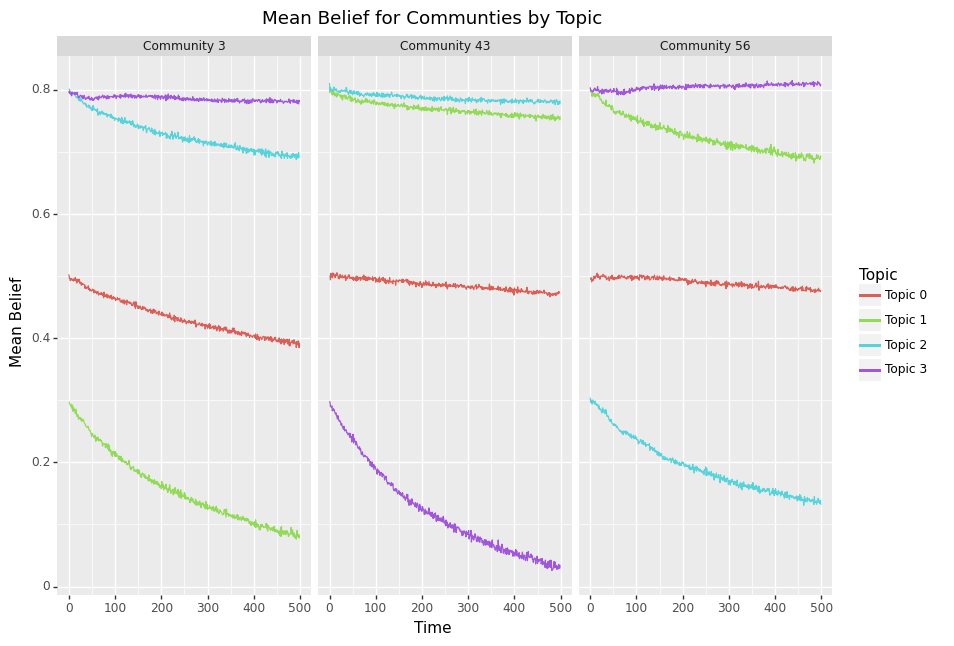 Mean Belief for Communties by Topic
Community 3
Community 43
Community 56
Mean Belief
0.8
0.6
0.4
0.2
0
0 100 200 300 400 500
0 100 200 300 400 500
0 100 200 300 400 500
Time
Topic
Topic 0
Topic 1
Topic 2
Topic 3